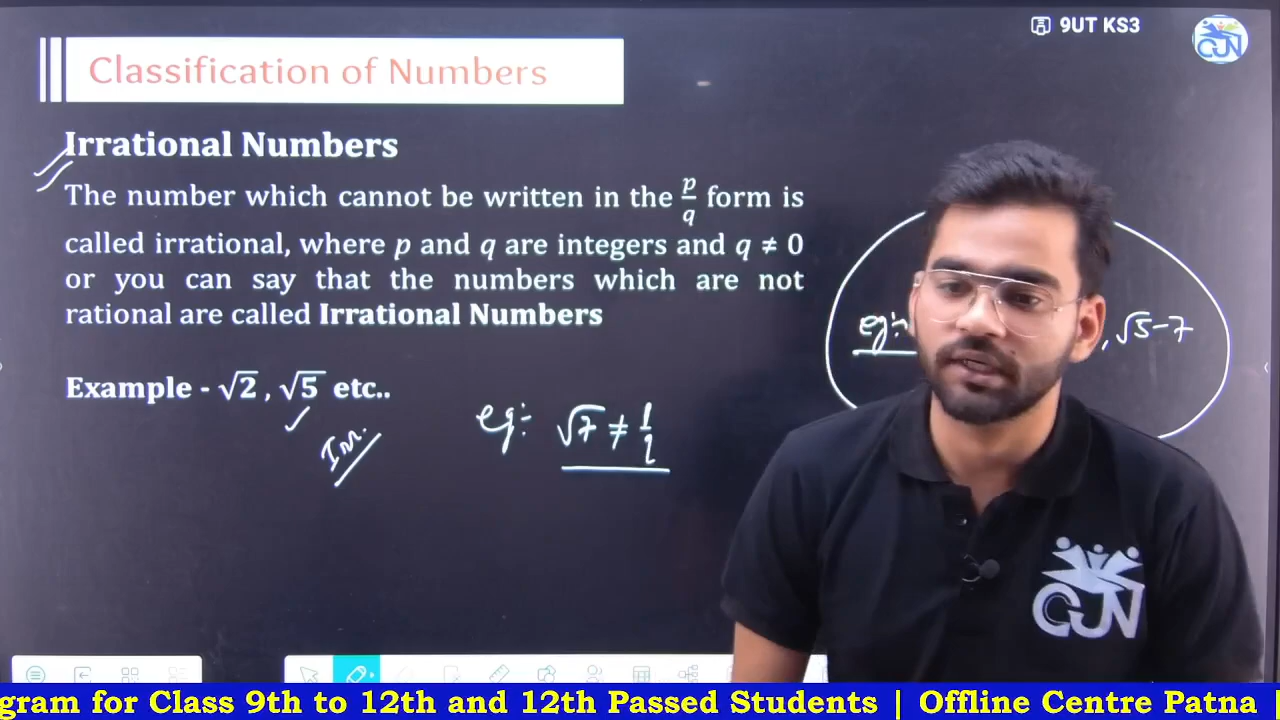 9UT KS3
CJN
Classification of Numbers
Irrational Numbers
The number which cannot be written in the p/q form is
called irrational, where p and q are integers and q ≠ 0
or you can say that the numbers which are not
rational are called Irrational Numbers
eg:-
, √5-7
Example - √2 , √5 etc..
Irr.
eg:- √7 ≠ 1/2
CJN
gram for Class 9th to 12th and 12th Passed Students | Offline Centre Patna